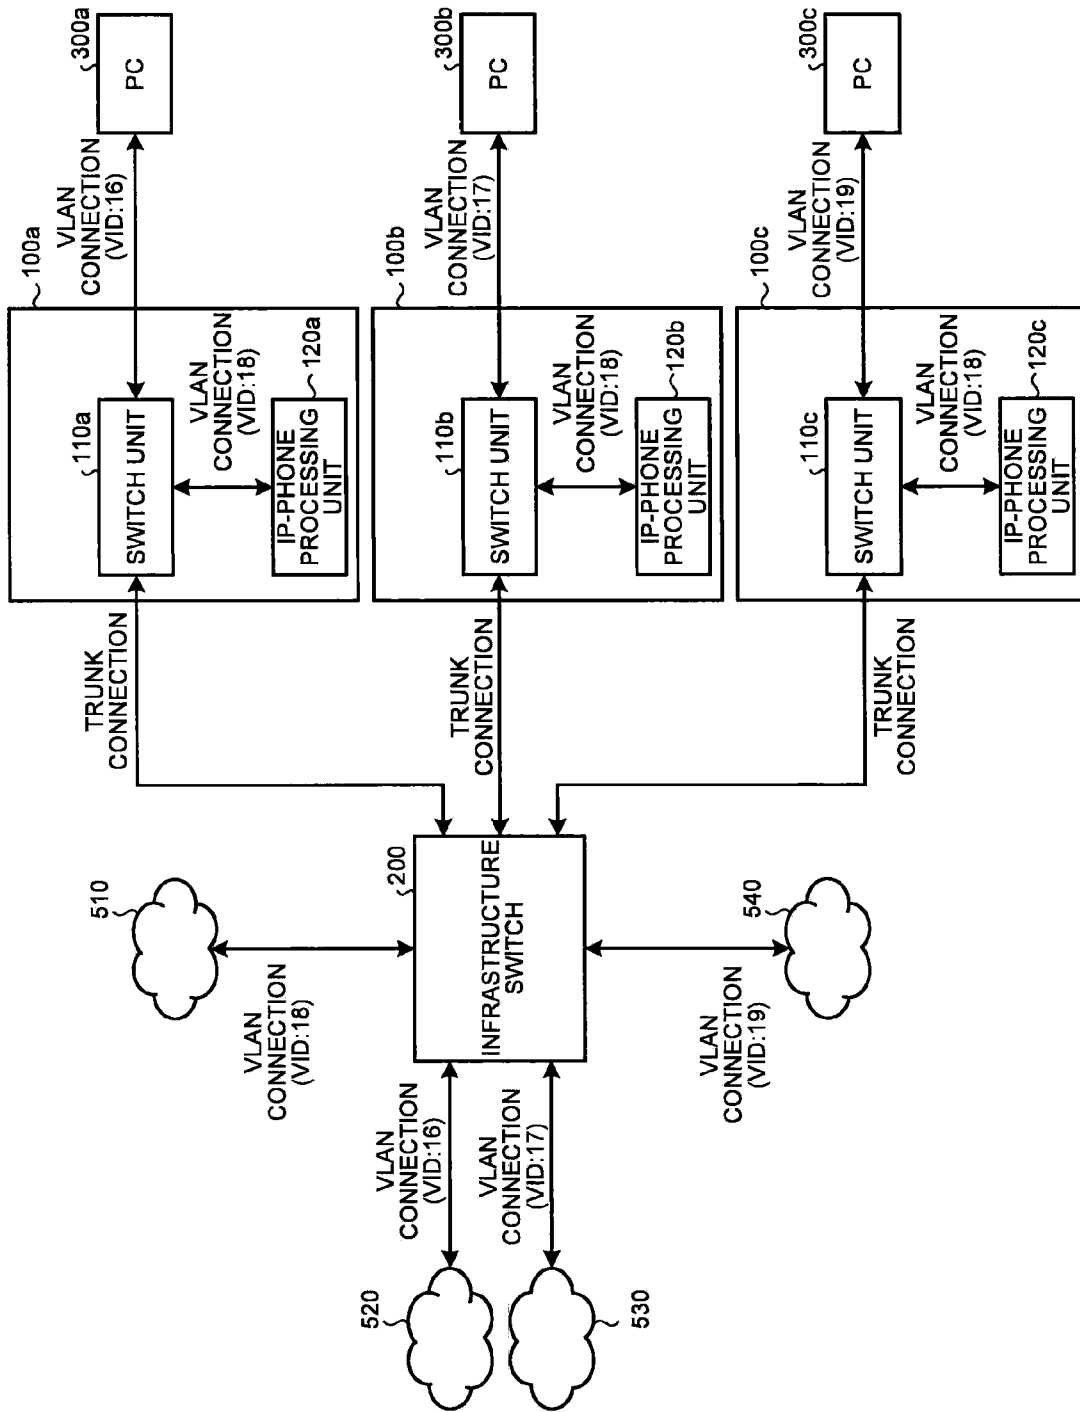 300a
PC
VLAN
CONNECTION
(VID:16)
100a
110a
SWITCH UNIT
VLAN
CONNECTION
(VID:18)
120a
IP-PHONE
PROCESSING
UNIT
TRUNK
CONNECTION
300b
PC
VLAN
CONNECTION
(VID:17)
100b
110b
SWITCH UNIT
VLAN
CONNECTION
(VID:18)
120b
IP-PHONE
PROCESSING
UNIT
TRUNK
CONNECTION
300c
PC
VLAN
CONNECTION
(VID:19)
100c
110c
SWITCH UNIT
VLAN
CONNECTION
(VID:18)
120c
IP-PHONE
PROCESSING
UNIT
TRUNK
CONNECTION
200
INFRASTRUCTURE
SWITCH
510
VLAN
CONNECTION
(VID:18)
540
VLAN
CONNECTION
(VID:19)
VLAN
CONNECTION
(VID:16)
520
VLAN
CONNECTION
(VID:17)
530